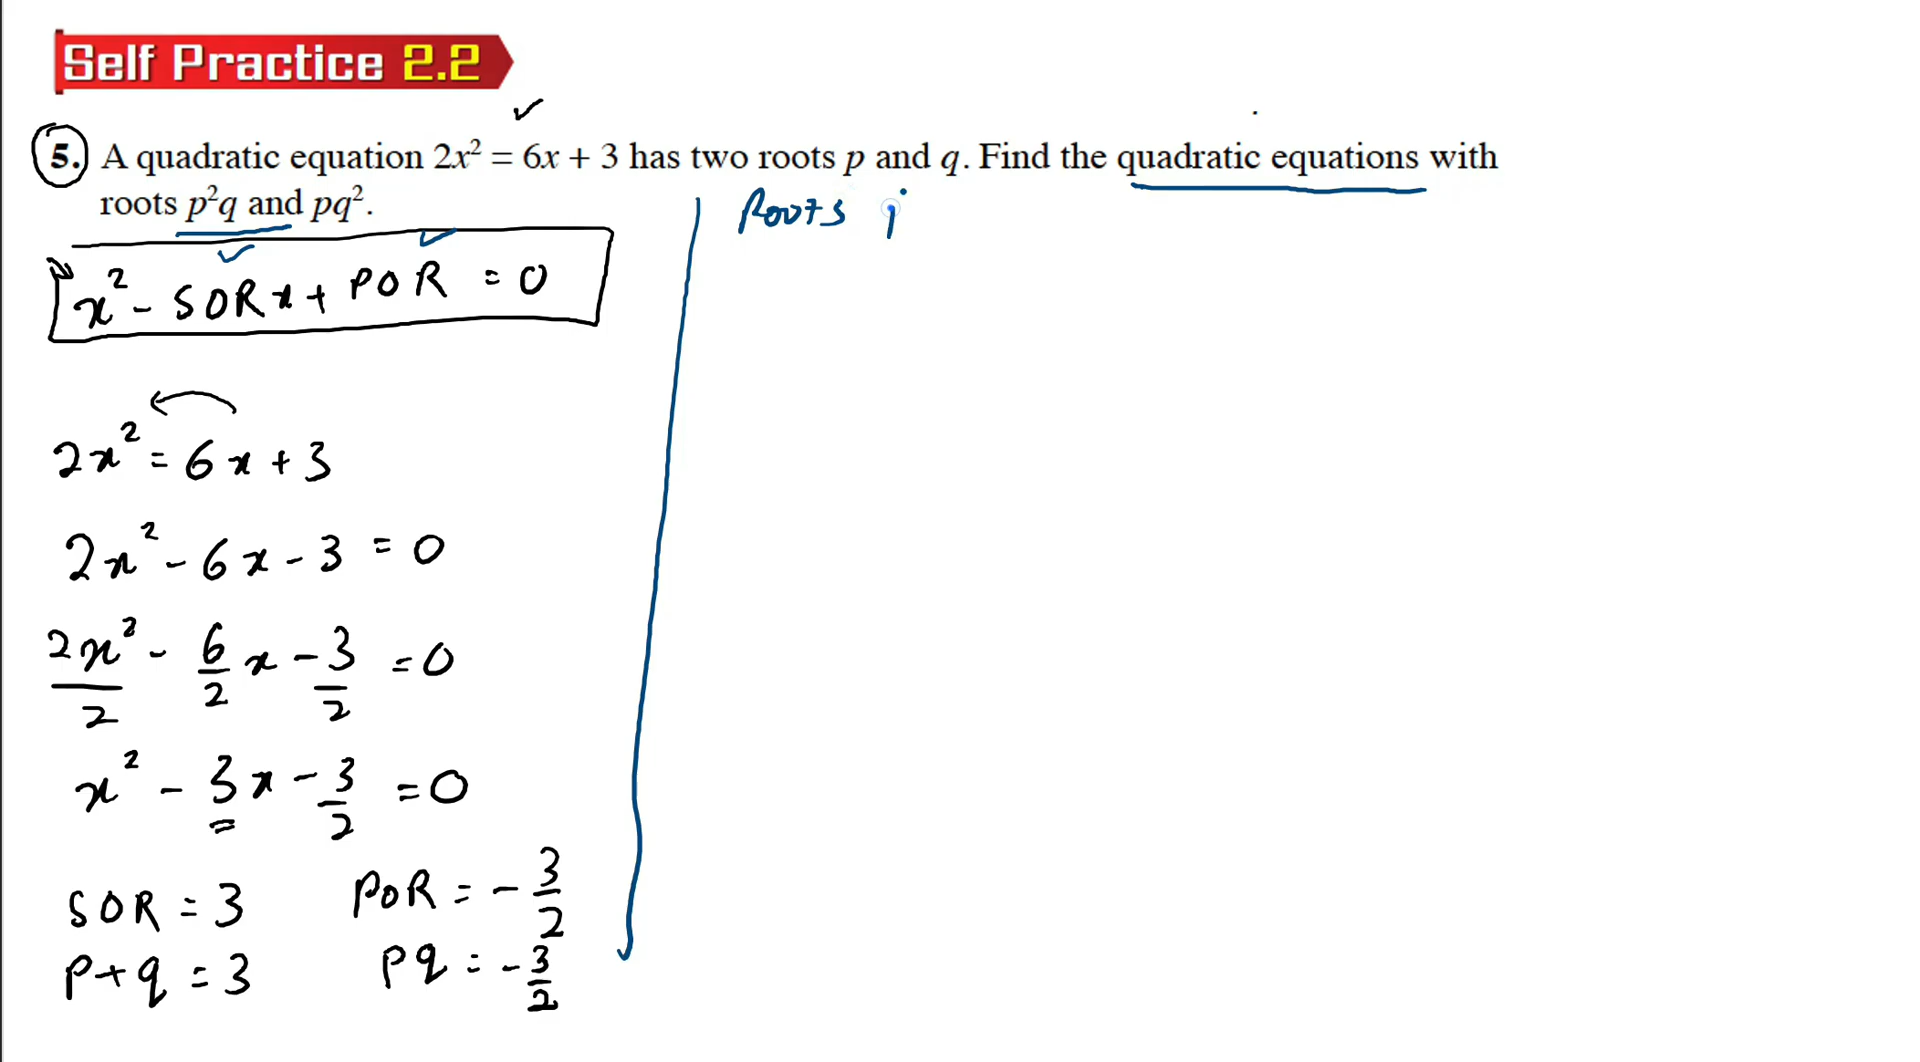 Self Practice 2.2
5. A quadratic equation 2x² = 6x + 3 has two roots p and q. Find the quadratic equations with
roots p²q and pq².
x² - SOR x + POR = 0
2x² = 6x + 3
2x² - 6x - 3 = 0
2x²/2 - 6/2 x - 3/2 = 0
x² - 3x - 3/2 = 0
SOR = 3 POR = - 3/2
p + q = 3 pq = - 3/2
Roots